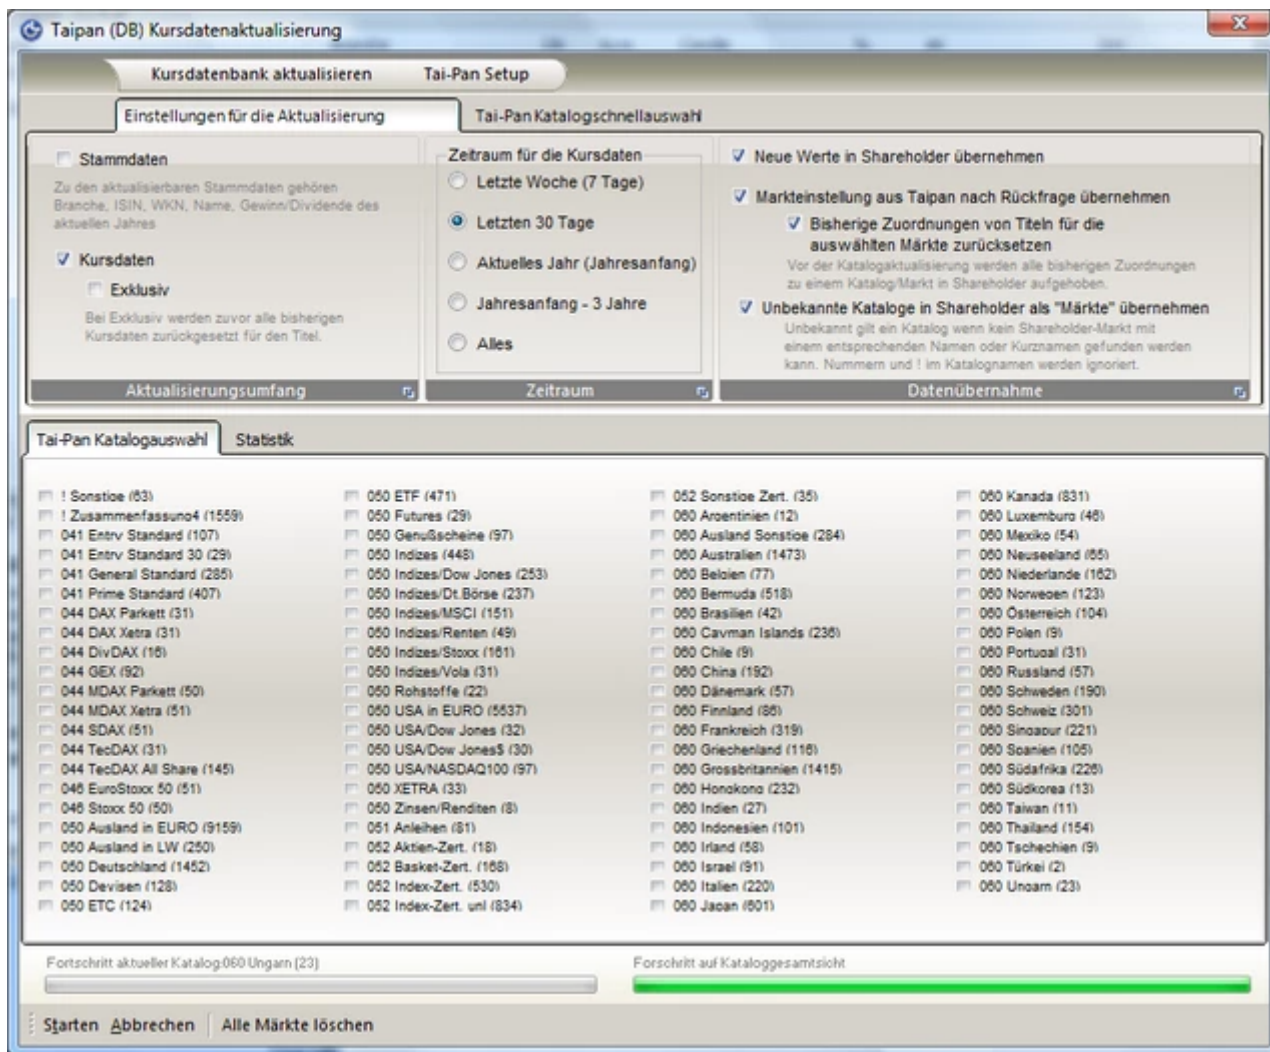 Taipan (DB) Kursdatenaktualisierung
X
Kursdatenbank aktualisieren Tai-Pan Setup
Einstellungen für die Aktualisierung Tai-Pan Katalogschnellauswahl
Stammdaten
Zu den aktualisierbaren Stammdaten gehören
Branche, ISIN, WKN, Name, Gewinn/Dividende des
aktuellen Jahres
Kursdaten
Exklusiv
Bei Exklusiv werden zuvor alle bisherigen
Kursdaten zurückgesetzt für den Titel.
Aktualisierungsumfang
Zeitraum für die Kursdaten
Letzte Woche (7 Tage)
Letzten 30 Tage
Aktuelles Jahr (Jahresanfang)
Jahresanfang - 3 Jahre
Alles
Zeitraum
Neue Werte in Shareholder übernehmen
Markteinstellung aus Taipan nach Rückfrage übernehmen
Bisherige Zuordnungen von Titeln für die
auswählten Märkte zurücksetzen
Vor der Katalogaktualisierung werden alle bisherigen Zuordnungen
zu einem Katalog/Markt in Shareholder aufgehoben.
Unbekannte Kataloge in Shareholder als "Märkte" übernehmen
Unbekannt gilt ein Katalog wenn kein Shareholder-Markt mit
einem entsprechenden Namen oder Kurznamen gefunden werden
kann. Nummern und ! im Katalognamen werden ignoriert.
Datenübernahme
Tai-Pan Katalogauswahl Statistik
! Sonstige (63)
! Zusammenfassung4 (1559)
041 Entry Standard (107)
041 Entry Standard 30 (29)
041 General Standard (285)
041 Prime Standard (407)
044 DAX Parkett (31)
044 DAX Xetra (31)
044 DivDAX (16)
044 GEX (92)
044 MDAX Parkett (50)
044 MDAX Xetra (51)
044 SDAX (51)
044 TecDAX (31)
044 TecDAX All Share (145)
046 EuroStoxx 50 (51)
046 Stoxx 50 (50)
050 Ausland in EURO (9159)
050 Ausland in LW (250)
050 Deutschland (1452)
050 Devisen (128)
050 ETC (124)
050 ETF (471)
050 Futures (29)
050 Genußscheine (97)
050 Indizes (448)
050 Indizes/Dow Jones (253)
050 Indizes/Dt.Börse (237)
050 Indizes/MSCI (151)
050 Indizes/Renten (49)
050 Indizes/Stoxx (161)
050 Indizes/Vola (31)
050 Rohstoffe (22)
050 USA in EURO (5537)
050 USA/Dow Jones (32)
050 USA/Dow Jones$ (30)
050 USA/NASDAQ100 (97)
050 XETRA (33)
050 Zinsen/Renditen (8)
051 Anleihen (81)
052 Aktien-Zert. (18)
052 Basket-Zert. (168)
052 Index-Zert. (530)
052 Index-Zert. unl (834)
052 Sonstige Zert. (35)
060 Argentinien (12)
060 Ausland Sonstige (284)
060 Australien (1473)
060 Belgien (77)
060 Bermuda (518)
060 Brasilien (42)
060 Cayman Islands (236)
060 Chile (9)
060 China (192)
060 Dänemark (57)
060 Finnland (86)
060 Frankreich (319)
060 Griechenland (116)
060 Grossbritannien (1415)
060 Hongkong (232)
060 Indien (27)
060 Indonesien (101)
060 Irland (58)
060 Israel (91)
060 Italien (220)
060 Japan (601)
060 Kanada (831)
060 Luxemburg (46)
060 Mexiko (54)
060 Neuseeland (65)
060 Niederlande (162)
060 Norwegen (123)
060 Österreich (104)
060 Polen (9)
060 Portugal (31)
060 Russland (57)
060 Schweden (190)
060 Schweiz (301)
060 Singapur (221)
060 Spanien (105)
060 Südafrika (226)
060 Südkorea (13)
060 Taiwan (11)
060 Thailand (154)
060 Tschechien (9)
060 Türkei (2)
060 Ungarn (23)
Fortschritt aktueller Katalog:060 Ungarn (23)
Forschritt auf Kataloggesamtsicht
Starten Abbrechen Alle Märkte löschen